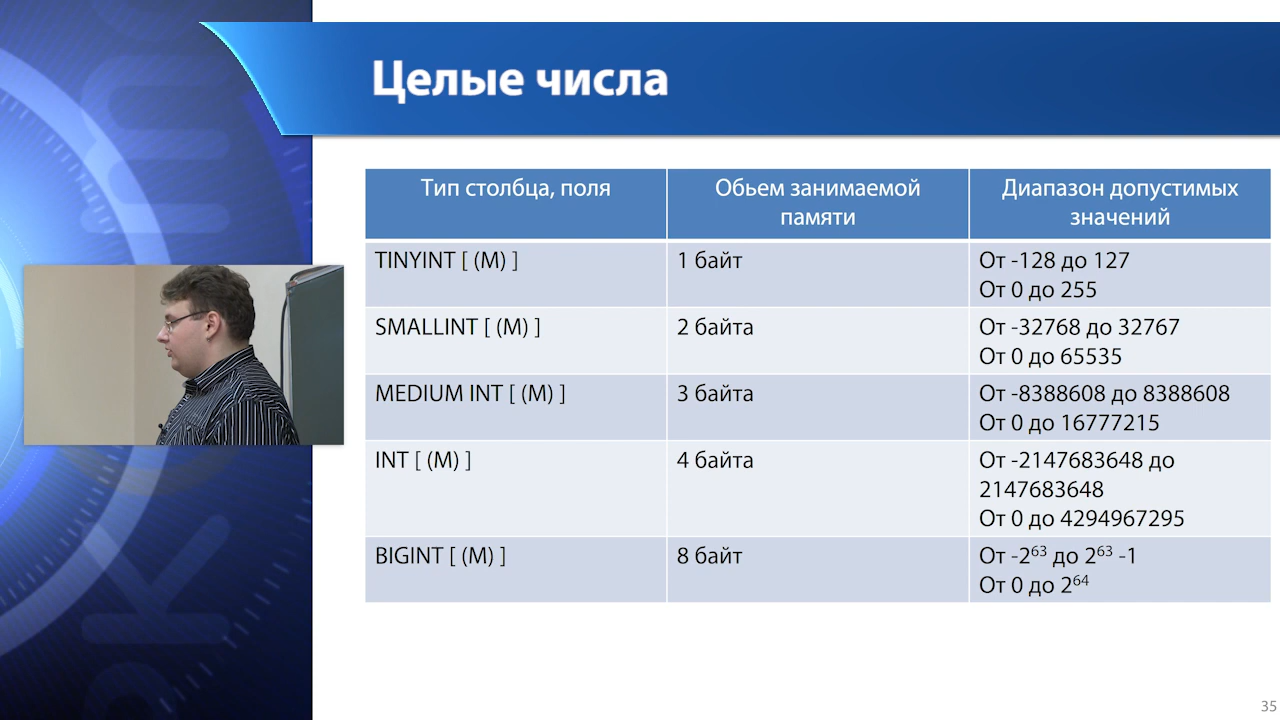 Целые числа
Тип столбца, поля
Обьем занимаемой
памяти
Диапазон допустимых
значений
TINYINT [ (M) ]
1 байт
От -128 до 127
От 0 до 255
SMALLINT [ (M) ]
2 байта
От -32768 до 32767
От 0 до 65535
MEDIUM INT [ (M) ]
3 байта
От -8388608 до 8388608
От 0 до 16777215
INT [ (M) ]
4 байта
От -2147683648 до
2147683648
От 0 до 4294967295
BIGINT [ (M) ]
8 байт
От -2⁶³ до 2⁶³ -1
От 0 до 2⁶⁴
35